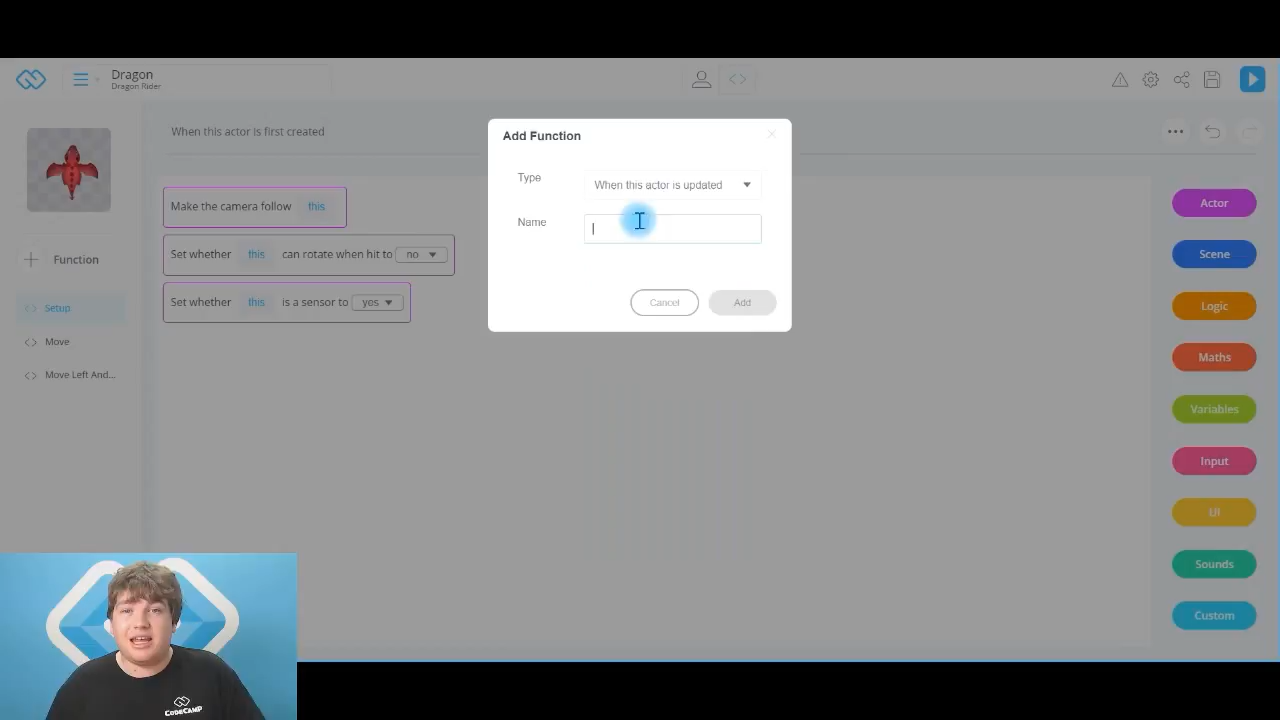 Dragon
Dragon Rider
When this actor is first created
Add Function
Type
When this actor is updated
Name
Cancel
Add
Make the camera follow this
Set whether this can rotate when hit to no
Set whether this is a sensor to yes
Function
Setup
Move
Move Left And...
Actor
Scene
Logic
Maths
Variables
Input
UI
Sounds
Custom
CODECAMP